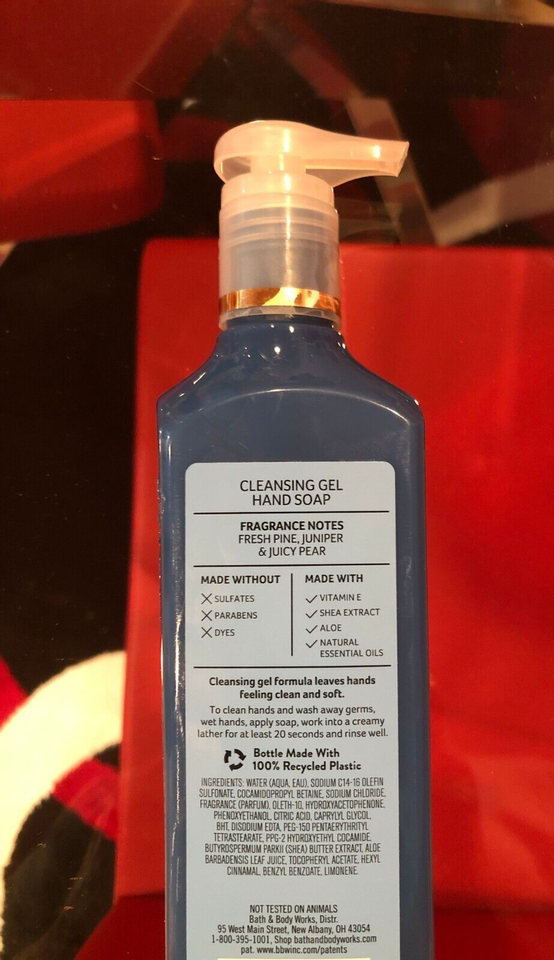 CLEANSING GEL
HAND SOAP
FRAGRANCE NOTES
FRESH PINE, JUNIPER
& JUICY PEAR
MADE WITHOUT
SULFATES
PARABENS
DYES
MADE WITH
VITAMIN E
SHEA EXTRACT
ALOE
NATURAL
ESSENTIAL OILS
Cleansing gel formula leaves hands
feeling clean and soft.
To clean hands and wash away germs,
wet hands, apply soap, work into a creamy
lather for at least 20 seconds and rinse well.
Bottle Made With
100% Recycled Plastic
INGREDIENTS: WATER (AQUA, EAU), SODIUM C14-16 OLEFIN
SULFONATE, COCAMIDOPROPYL BETAINE, SODIUM CHLORIDE,
FRAGRANCE (PARFUM), OLETH-10, HYDROXYACETOPHENONE,
PHENOXYETHANOL, CITRIC ACID, CAPRYLYL GLYCOL,
BHT, DISODIUM EDTA, PEG-150 PENTAERYTHRITYL
TETRASTEARATE, PPG-2 HYDROXYETHYL COCAMIDE,
BUTYROSPERMUM PARKII (SHEA) BUTTER EXTRACT, ALOE
BARBADENSIS LEAF JUICE, TOCOPHERYL ACETATE, HEXYL
CINNAMAL, BENZYL BENZOATE, LIMONENE.
NOT TESTED ON ANIMALS
Bath & Body Works, Distr.
95 West Main Street, New Albany, OH 43054
1-800-395-1001, Shop bathandbodyworks.com
pat. www.bbwinc.com/patents